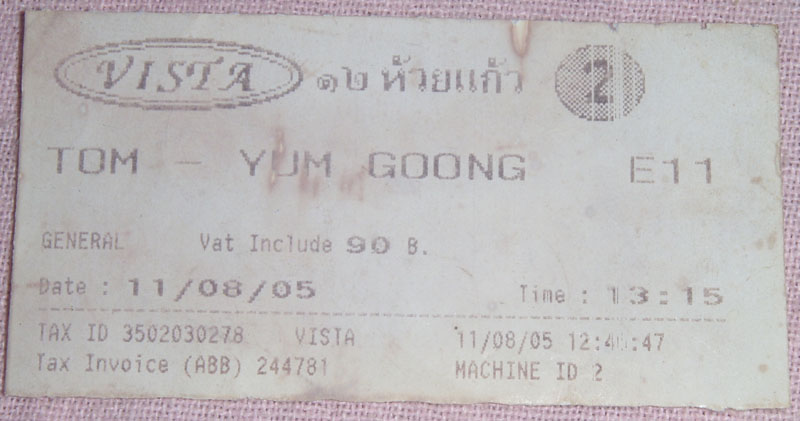 VISTA ๑๒ ห้วยแก้ว 2
TOM - YUM GOONG E11
GENERAL Vat Include 90 B.
Date : 11/08/05 Time : 13:15
TAX ID 3502030278 VISTA 11/08/05
Tax Invoice (ABB) 244781 MACHINE ID 2